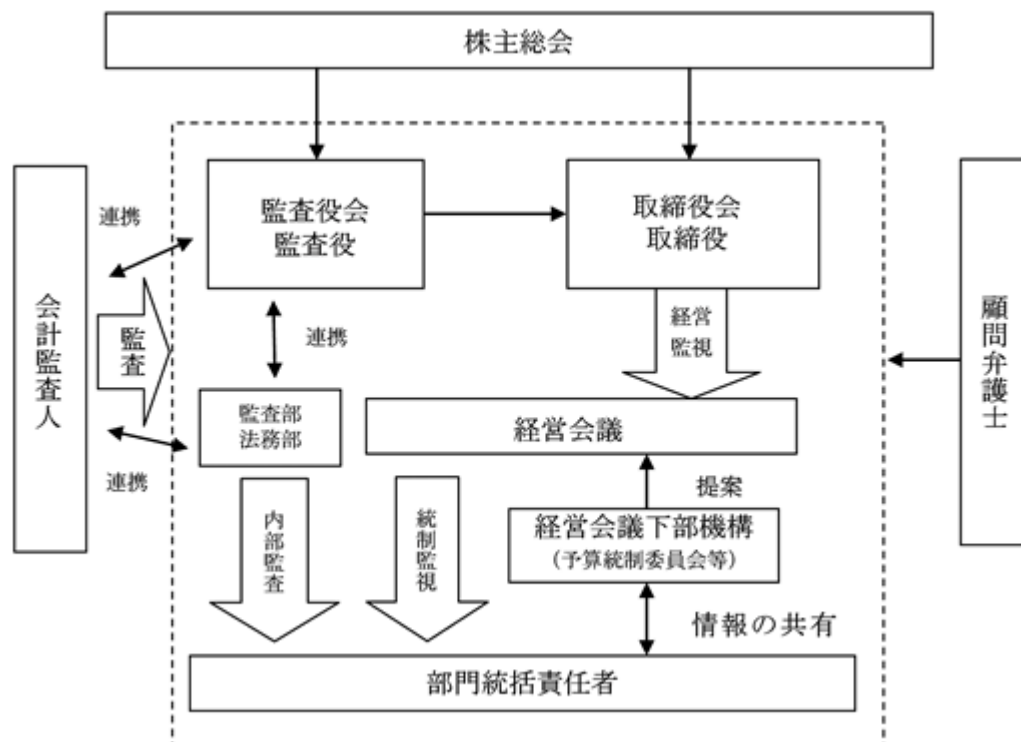 株主総会
監査役会
監査役
取締役会
取締役
連携
会計監査人
監査
連携
経営
監視
顧問弁護士
監査部
法務部
経営会議
連携
提案
内部監査
統制監視
経営会議下部機構
(予算統制委員会等)
情報の共有
部門統括責任者